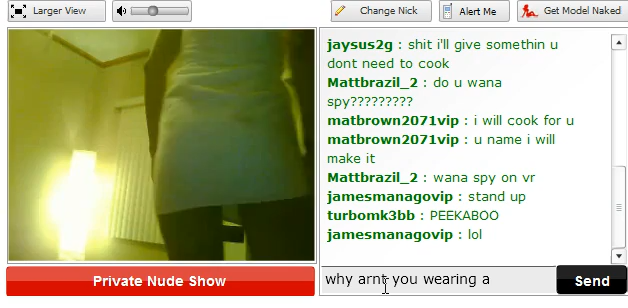 Larger View
Change Nick
Alert Me
Get Model Naked
jaysus2g : shit i'll give somethin u
dont need to cook
Mattbrazil_2 : do u wana
spy?????????
matbrown2071vip : i will cook for u
matbrown2071vip : u name i will
make it
Mattbrazil_2 : wana spy on vr
jamesmanagovip : stand up
turbomk3bb : PEEKABOO
jamesmanagovip : lol
Private Nude Show
why arnt you wearing a
Send